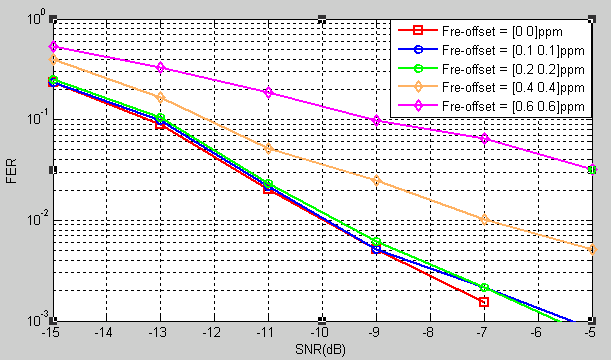 10^0
10^-1
10^-2
10^-3
FER
-15 -14 -13 -12 -11 -10 -9 -8 -7 -6 -5
SNR(dB)
Fre-offset = [0 0]ppm
Fre-offset = [0.1 0.1]ppm
Fre-offset = [0.2 0.2]ppm
Fre-offset = [0.4 0.4]ppm
Fre-offset = [0.6 0.6]ppm